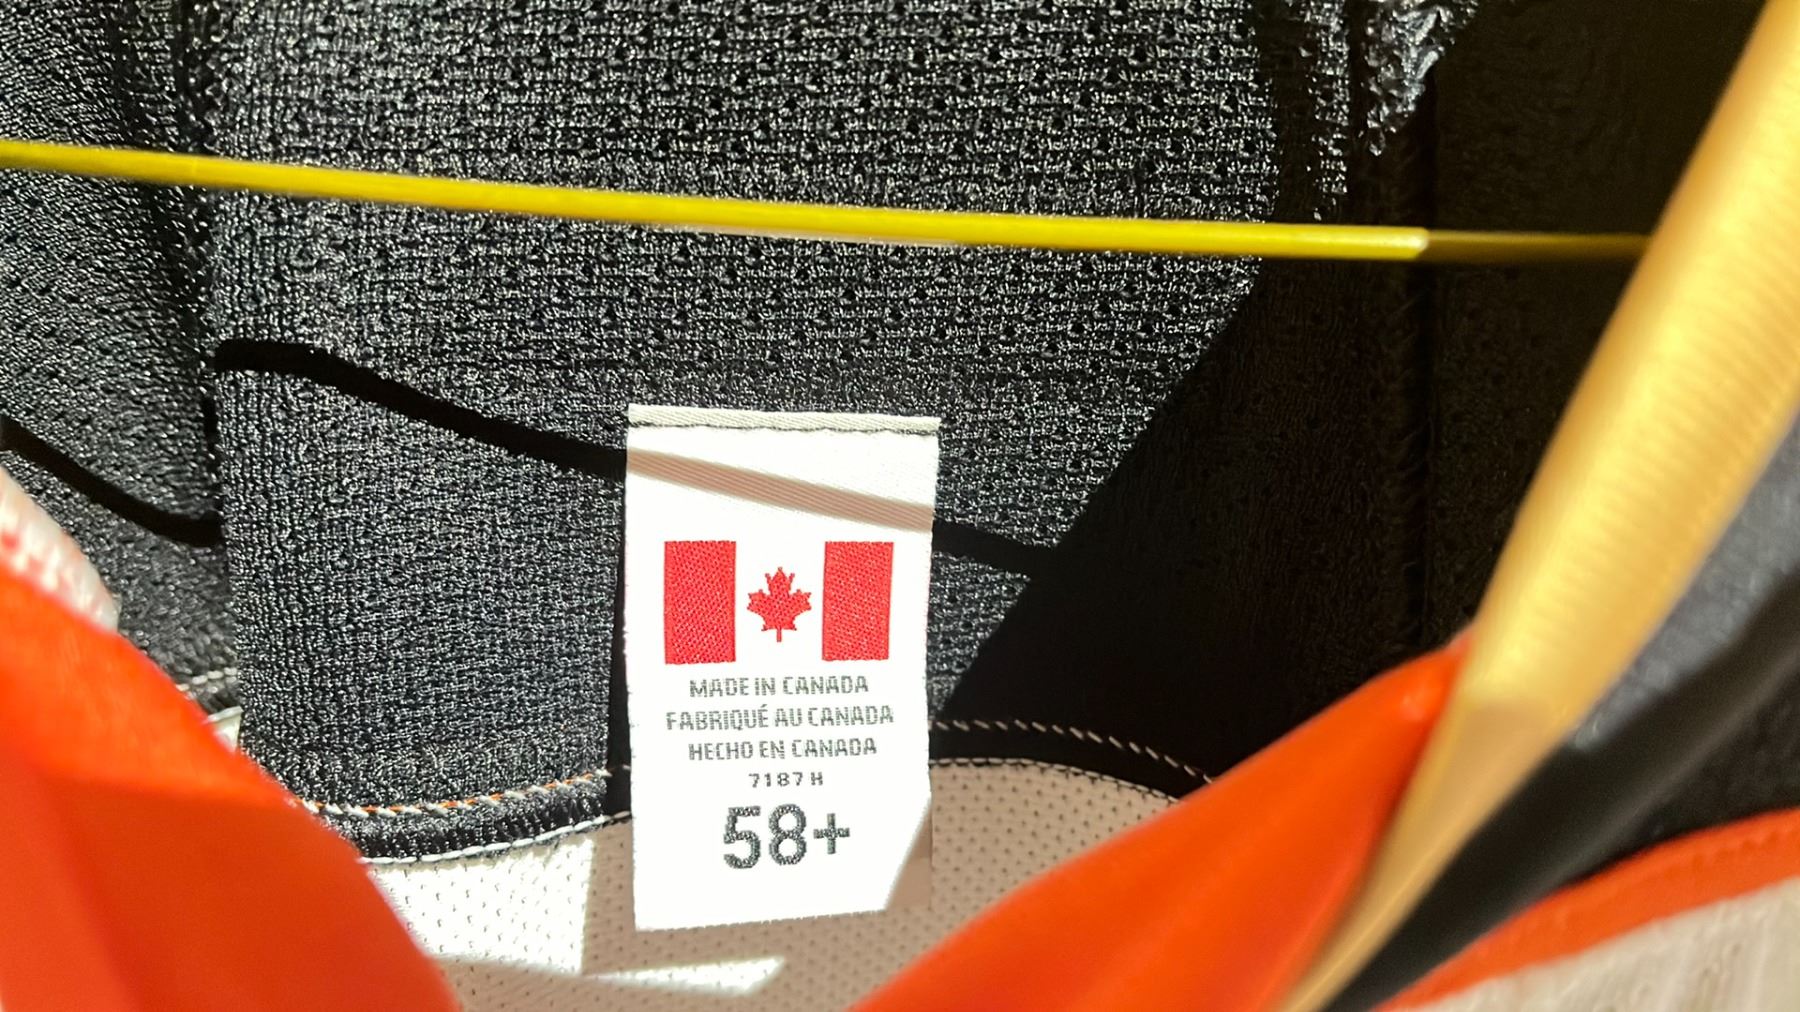 MADE IN CANADA
FABRIQUÉ AU CANADA
HECHO EN CANADA
7187 H
58+